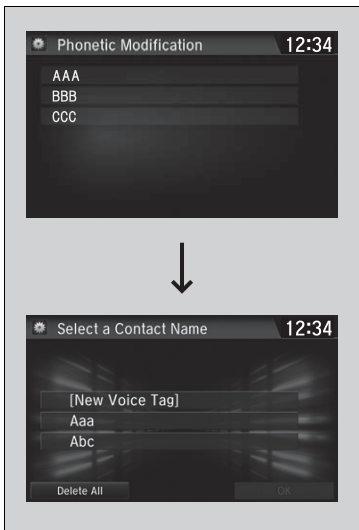 Phonetic Modification 12:34
AAA
BBB
CCC
Select a Contact Name 12:34
[New Voice Tag]
Aaa
Abc
Delete All OK